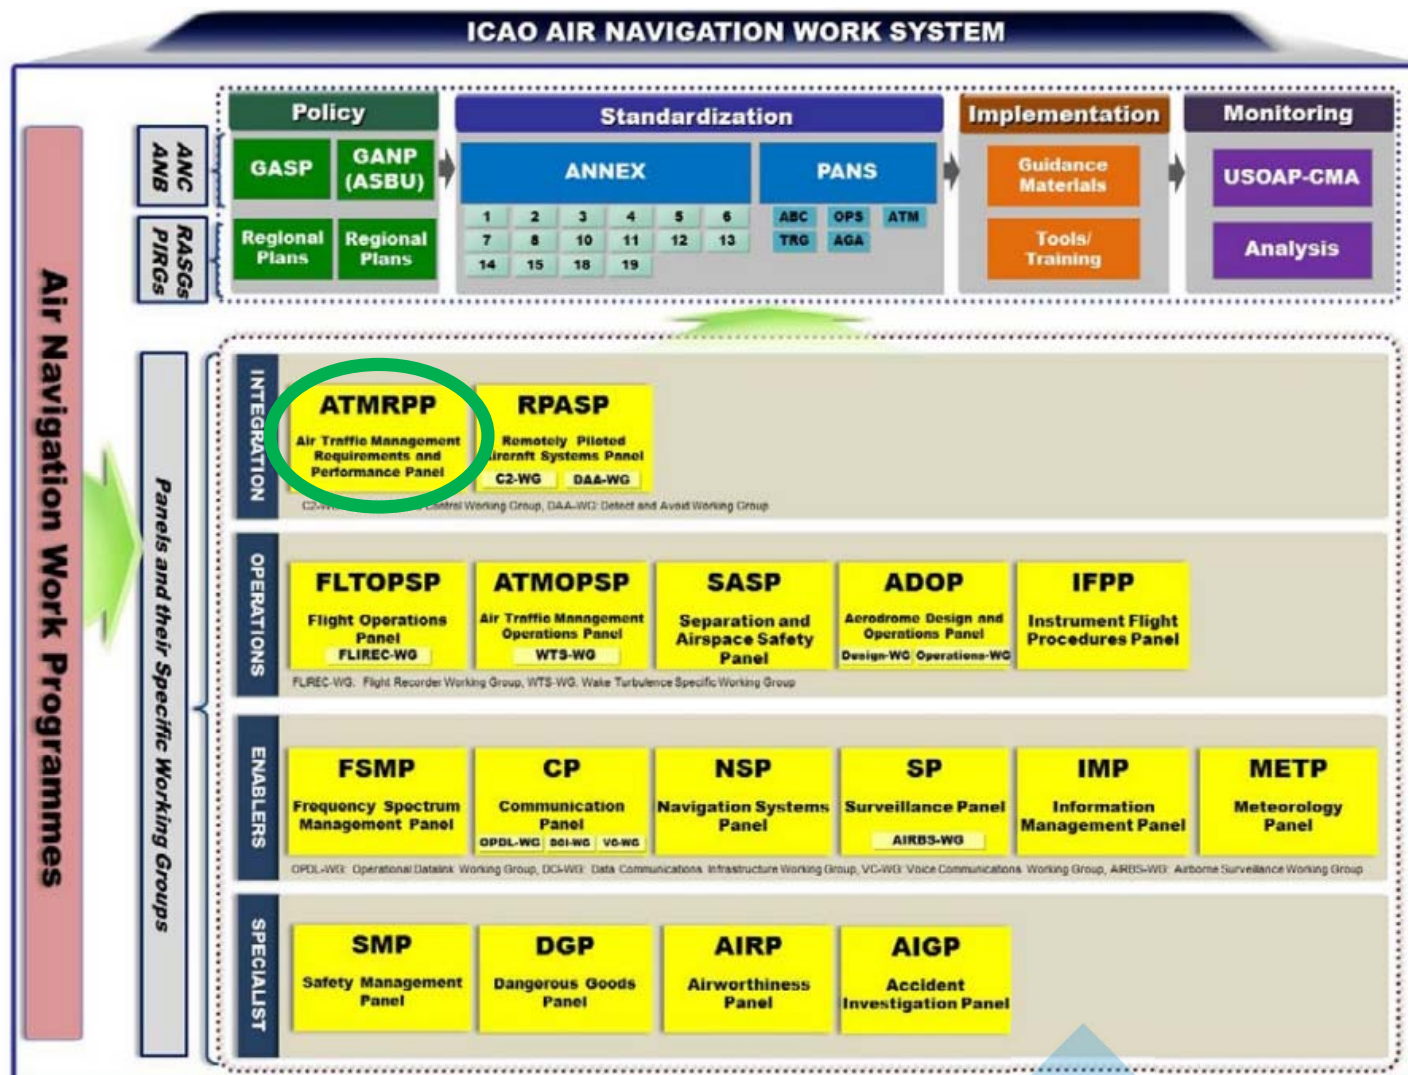 ICAO AIR NAVIGATION WORK SYSTEM
Air Navigation Work Programmes
ANC
ANB
RASGs
PIRGs
Policy
GASP
GANP
(ASBU)
Regional
Plans
Regional
Plans
Standardization
ANNEX
1 2 3 4 5 6
7 8 10 11 12 13
14 15 18 19
PANS
ABC OPS ATM
TRG AGA
Implementation
Guidance
Materials
Tools/
Training
Monitoring
USOAP-CMA
Analysis
Panels and their Specific Working Groups
INTEGRATION
ATMRPP
Air Traffic Management
Requirements and
Performance Panel
RPASP
Remotely Piloted
Aircraft Systems Panel
C2-WG DAA-WG
Control Working Group, DAA-WG: Detect and Avoid Working Group
OPERATIONS
FLTOPSP
Flight Operations
Panel
FLIREC-WG
ATMOPSP
Air Traffic Management
Operations Panel
WTS-WG
SASP
Separation and
Airspace Safety
Panel
ADOP
Aerodrome Design and
Operations Panel
Design-WG Operations-WG
IFPP
Instrument Flight
Procedures Panel
FLIREC-WG: Flight Recorder Working Group, WTS-WG: Wake Turbulence Specific Working Group
ENABLERS
FSMP
Frequency Spectrum
Management Panel
CP
Communication
Panel
OPDL-WG DCI-WG VC-WG
NSP
Navigation Systems
Panel
SP
Surveillance Panel
AIRBS-WG
IMP
Information
Management Panel
METP
Meteorology
Panel
OPDL-WG: Operational Datalink Working Group, DCI-WG: Data Communications Infrastructure Working Group, VC-WG: Voice Communications Working Group, AIRBS-WG: Airborne Surveillance Working Group
SPECIALIST
SMP
Safety Management
Panel
DGP
Dangerous Goods
Panel
AIRP
Airworthiness
Panel
AIGP
Accident
Investigation Panel